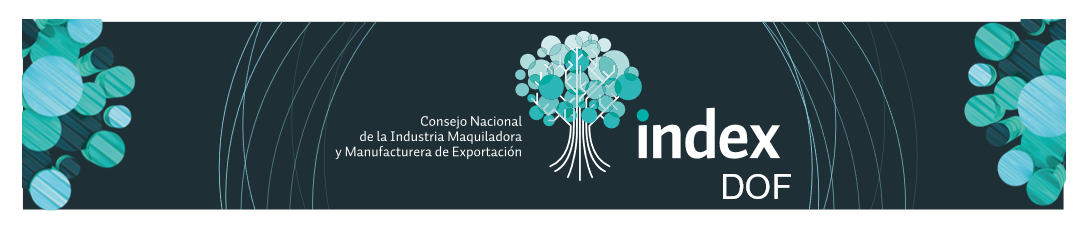 Consejo Nacional
de la Industria Maquiladora
y Manufacturera de Exportación
index
DOF